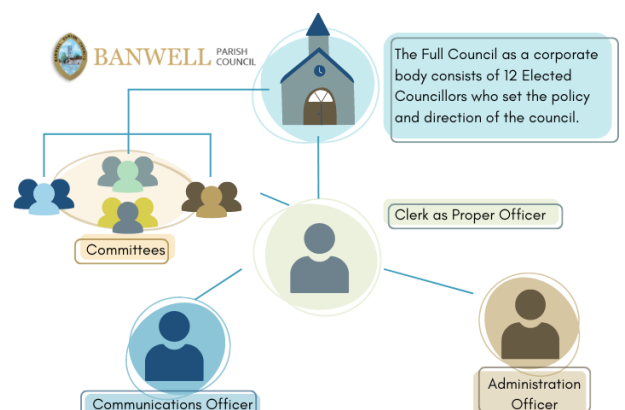 BANWELL PARISH COUNCIL
The Full Council as a corporate
body consists of 12 Elected
Councillors who set the policy
and direction of the council.
Committees
Clerk as Proper Officer
Communications Officer
Administration
Officer